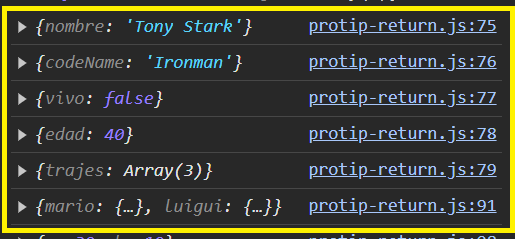 ▶ {nombre: 'Tony Stark'} protip-return.js:75
▶ {codeName: 'Ironman'} protip-return.js:76
▶ {vivo: false} protip-return.js:77
▶ {edad: 40} protip-return.js:78
▶ {trajes: Array(3)} protip-return.js:79
▶ {mario: {…}, luigui: {…}} protip-return.js:91